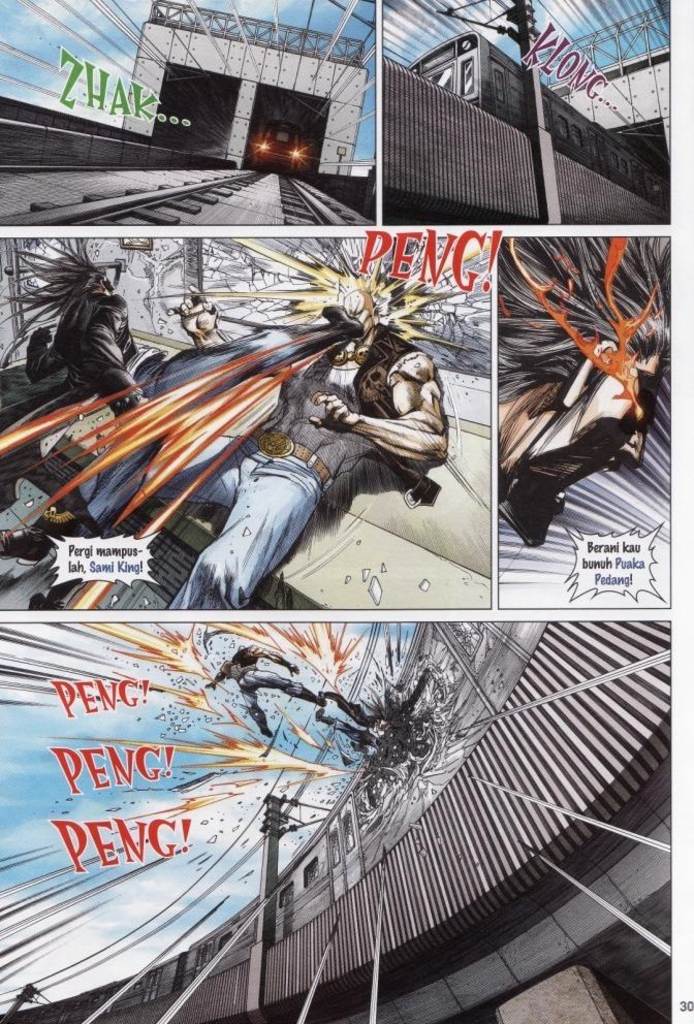 ZHAK...
KLONG...
PENG!
Pergi mampus-
lah, Sami King!
Berani kau
bunuh Puaka
Pedang!
PENG!
PENG!
PENG!
30